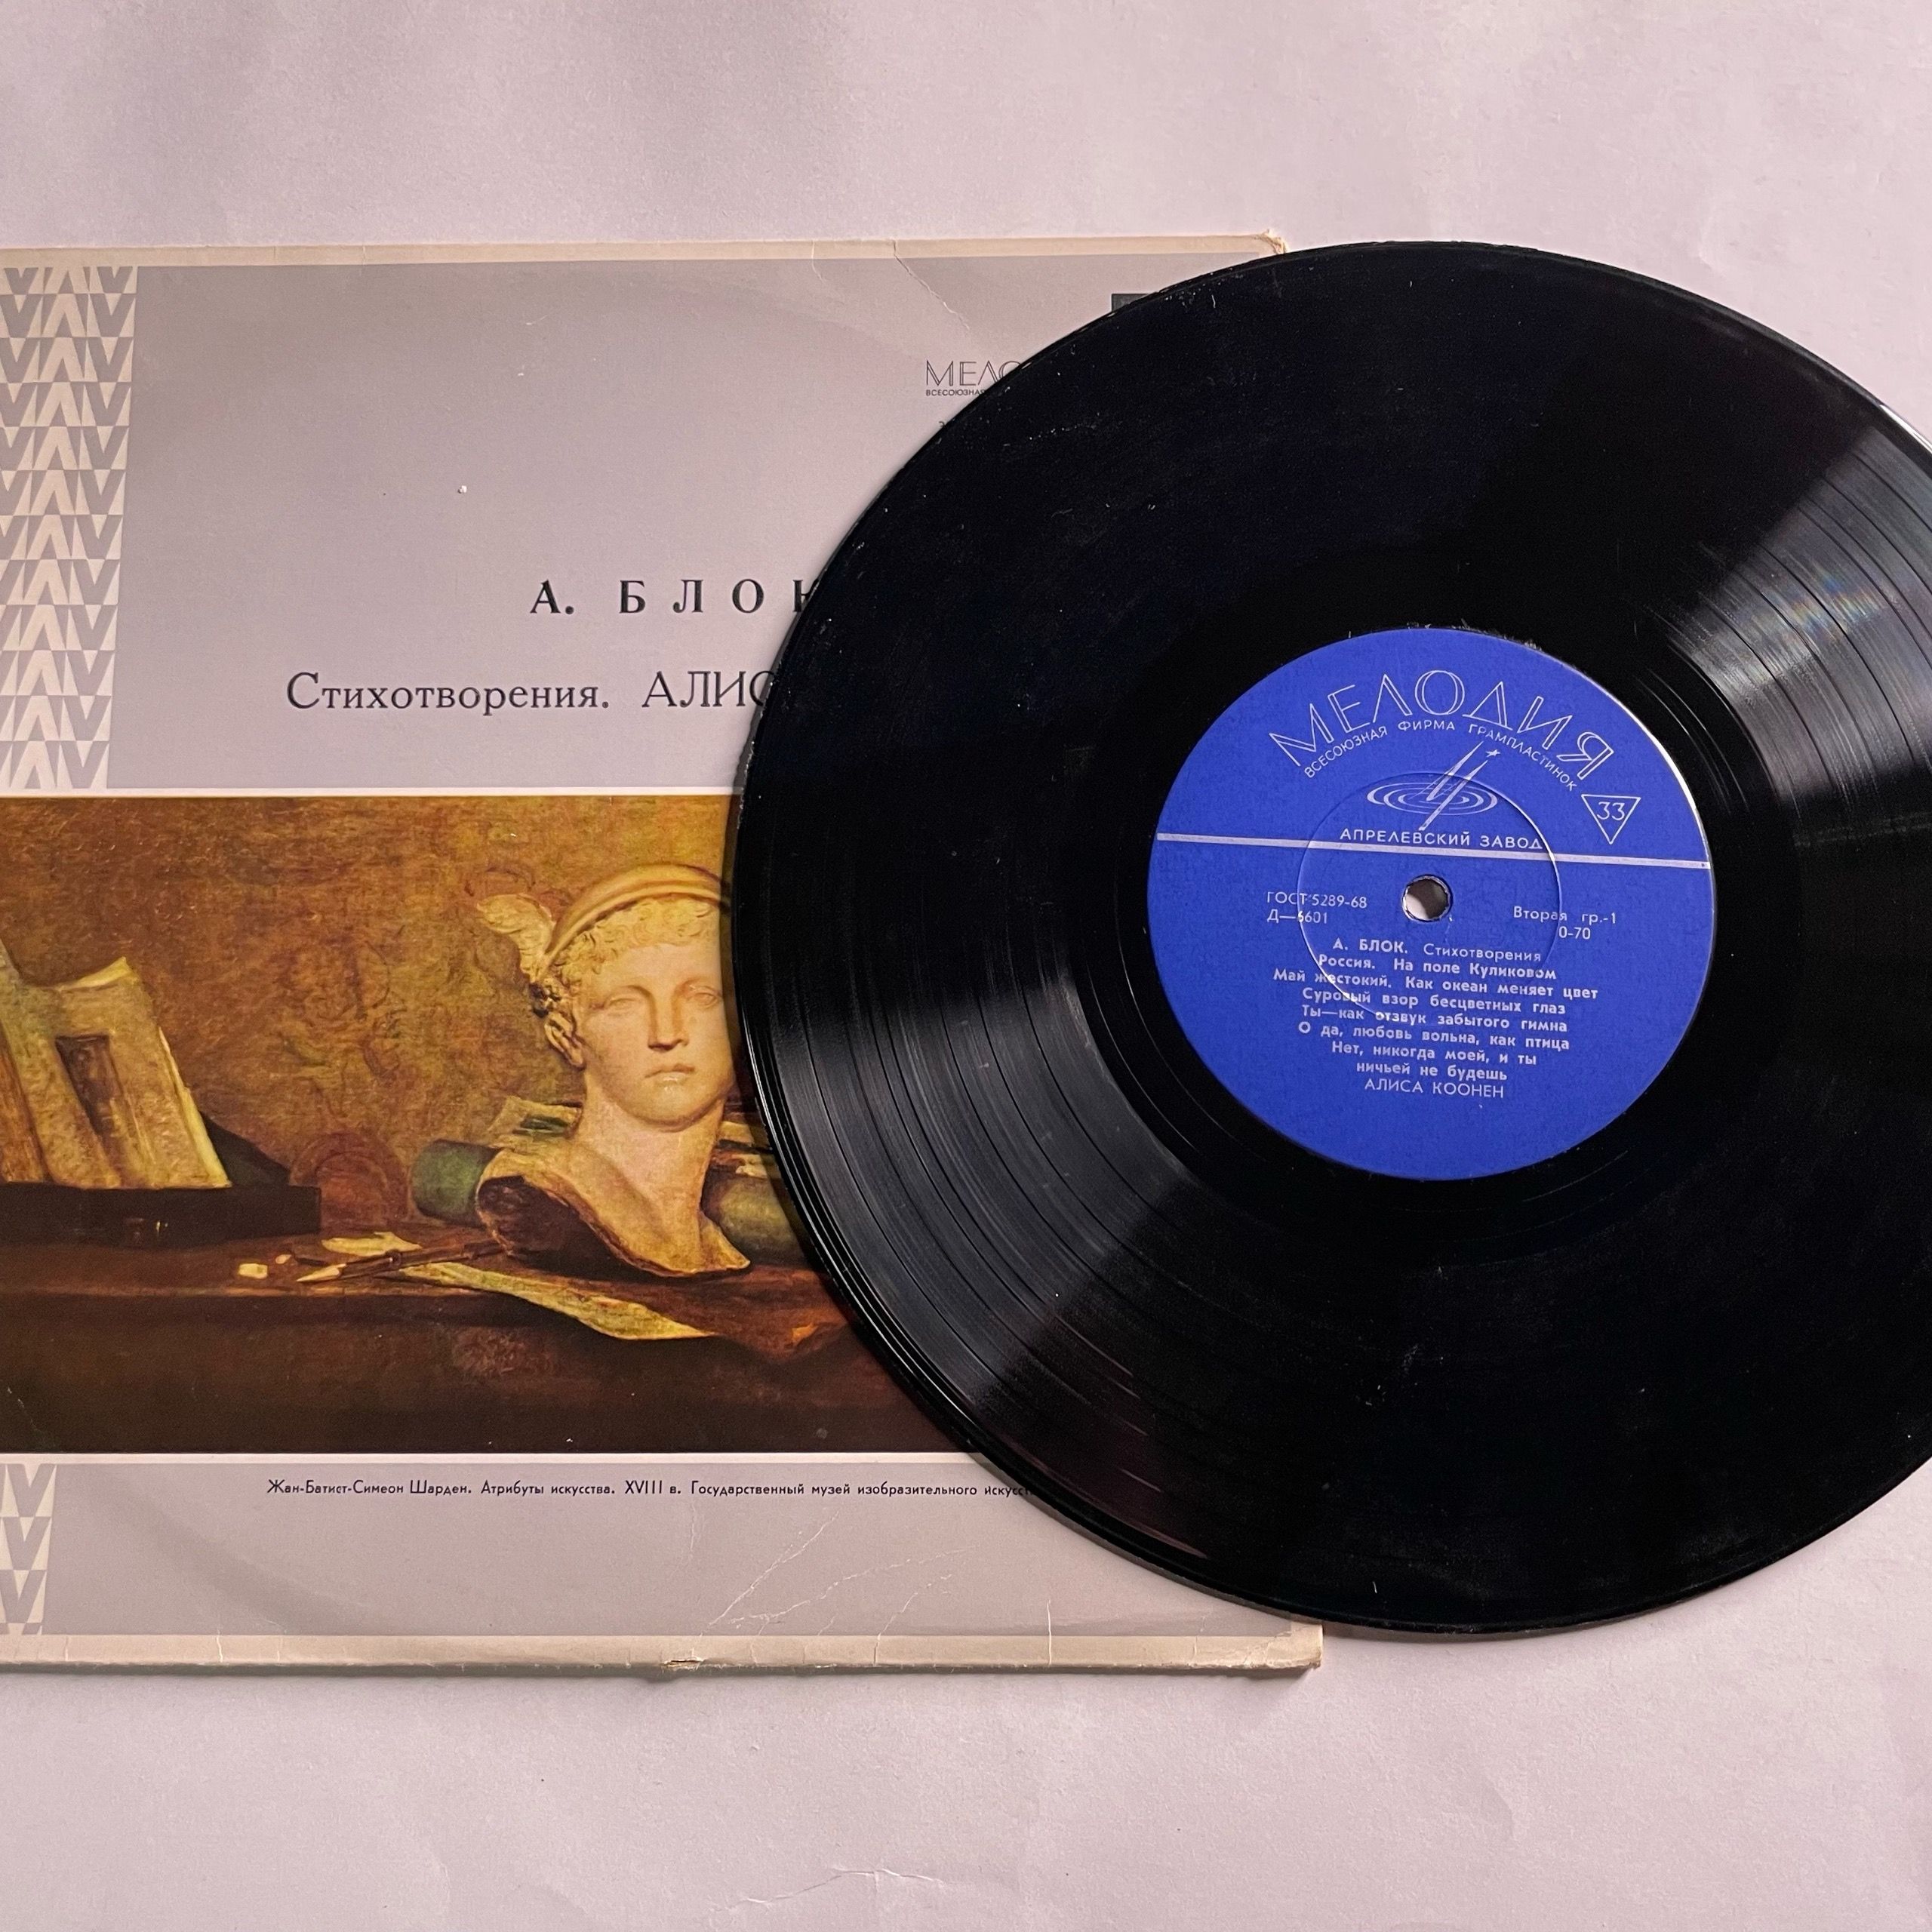 МЕЛО
ВСЕСОЮЗНАЯ
А. БЛОК
Стихотворения. АЛИС
Жан-Батист-Симеон Шарден. Атрибуты искусства. XVIII в. Государственный музей изобразительного искусст
МЕЛОДИЯ
ВСЕСОЮЗНАЯ ФИРМА ГРАМПЛАСТИНОК
33
АПРЕЛЕВСКИЙ ЗАВОД
ГОСТ 5289-68
Д—6601
Вторая гр.-1
0-70
А. БЛОК. Стихотворения
Россия. На поле Куликовом
Май жестокий. Как океан меняет цвет
Суровый взор бесцветных глаз
Ты—как отзвук забытого гимна
О да, любовь вольна, как птица
Нет, никогда моей, и ты
ничьей не будешь
АЛИСА КООНЕН